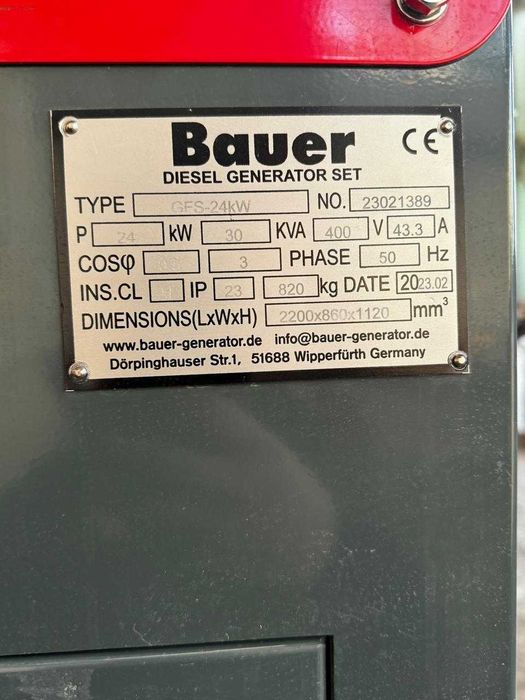 Bauer CE
DIESEL GENERATOR SET
TYPE GFS-24kW NO. 23021389
P 24 kW 30 KVA 400 V 43.3 A
COSφ 3 PHASE 50 Hz
INS.CL H IP 23 820 kg DATE 2023.02
DIMENSIONS(LxWxH) 2200x860x1120 mm³
www.bauer-generator.de info@bauer-generator.de
Dörpinghauser Str.1, 51688 Wipperfürth Germany